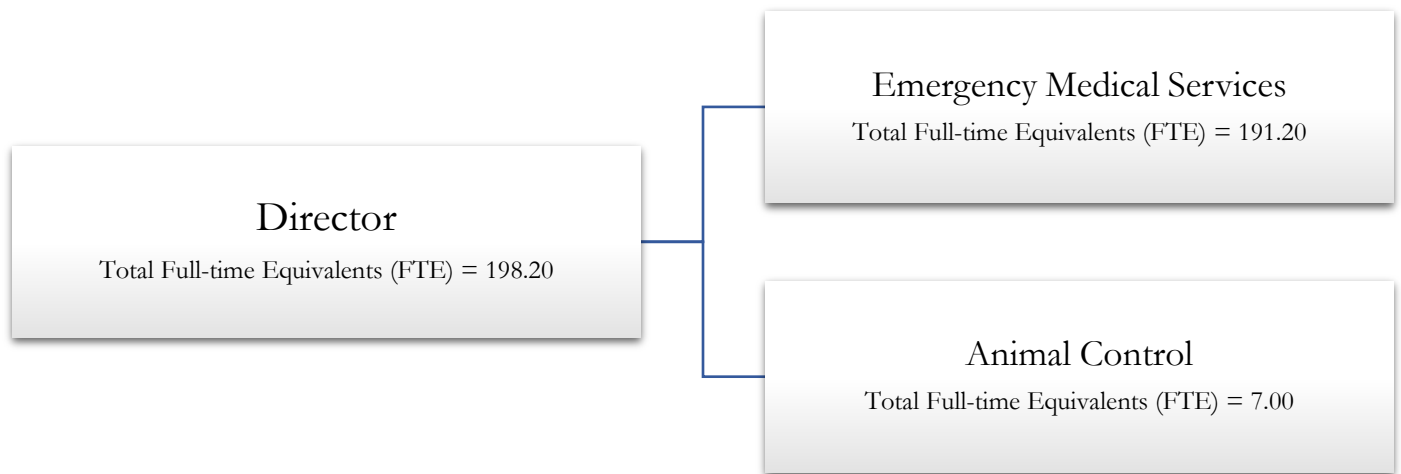 Director
Total Full-time Equivalents (FTE) = 198.20
Emergency Medical Services
Total Full-time Equivalents (FTE) = 191.20
Animal Control
Total Full-time Equivalents (FTE) = 7.00